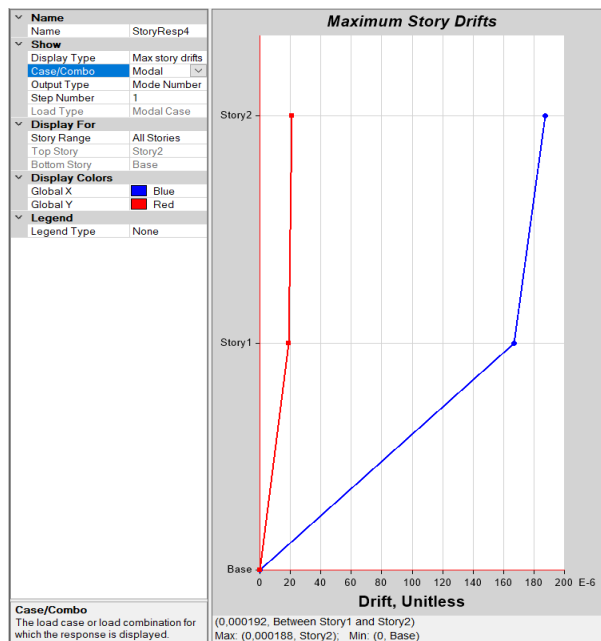 Name
Name StoryResp4
Show
Display Type Max story drifts
Case/Combo Modal
Output Type Mode Number
Step Number 1
Load Type Modal Case
Display For
Story Range All Stories
Top Story Story2
Bottom Story Base
Display Colors
Global X Blue
Global Y Red
Legend
Legend Type None
Case/Combo
The load case or load combination for
which the response is displayed.
Maximum Story Drifts
Story2
Story1
Base
0 20 40 60 80 100 120 140 160 180 200 E-6
Drift, Unitless
(0,000192, Between Story1 and Story2)
Max: (0,000188, Story2); Min: (0, Base)